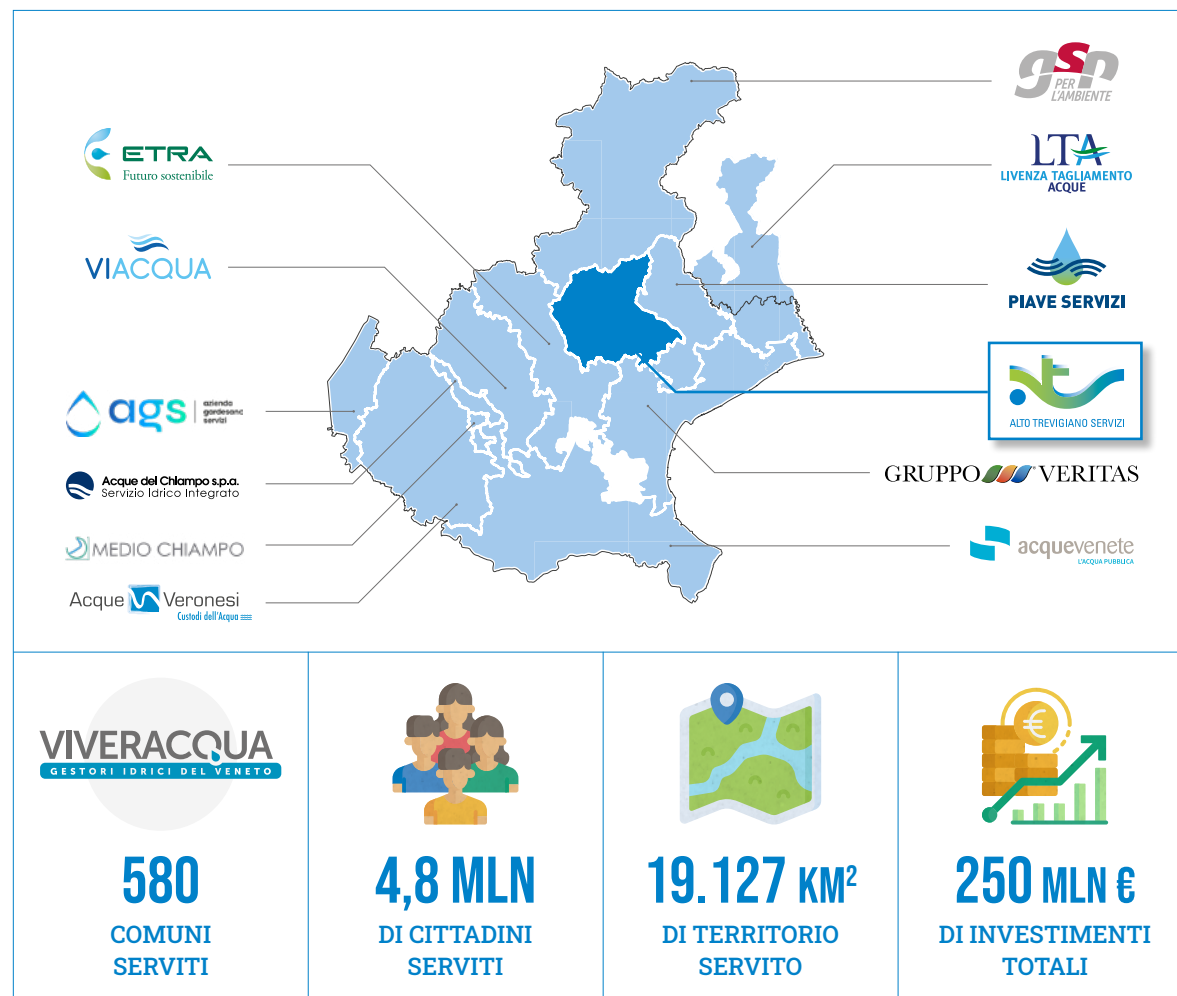 ETRA
Futuro sostenibile
VIACQUA
ags
azienda
gardesana
servizi
Acque del Chiampo s.p.a.
Servizio Idrico Integrato
MEDIO CHIAMPO
Acque Veronesi
Custodi dell'Acqua
gsp
PER
L'AMBIENTE
LTA
LIVENZA TAGLIAMENTO
ACQUE
PIAVE SERVIZI
ats
ALTO TREVIGIANO SERVIZI
GRUPPO VERITAS
acquevenete
L'ACQUA PUBBLICA
VIVERACQUA
GESTORI IDRICI DEL VENETO
580
COMUNI
SERVITI
4,8 MLN
DI CITTADINI
SERVITI
19.127 KM²
DI TERRITORIO
SERVITO
250 MLN €
DI INVESTIMENTI
TOTALI